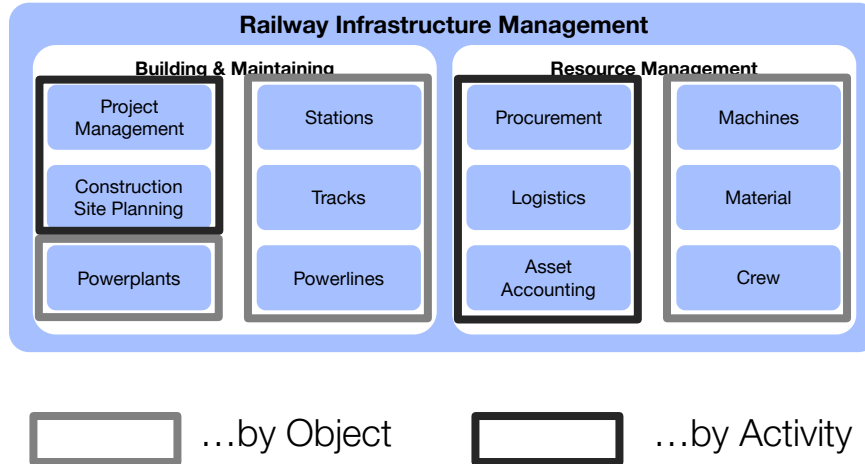 Railway Infrastructure Management
Building & Maintaining
Project
Management
Construction
Site Planning
Powerplants
Stations
Tracks
Powerlines
Resource Management
Procurement
Logistics
Asset
Accounting
Machines
Material
Crew
…by Object
…by Activity